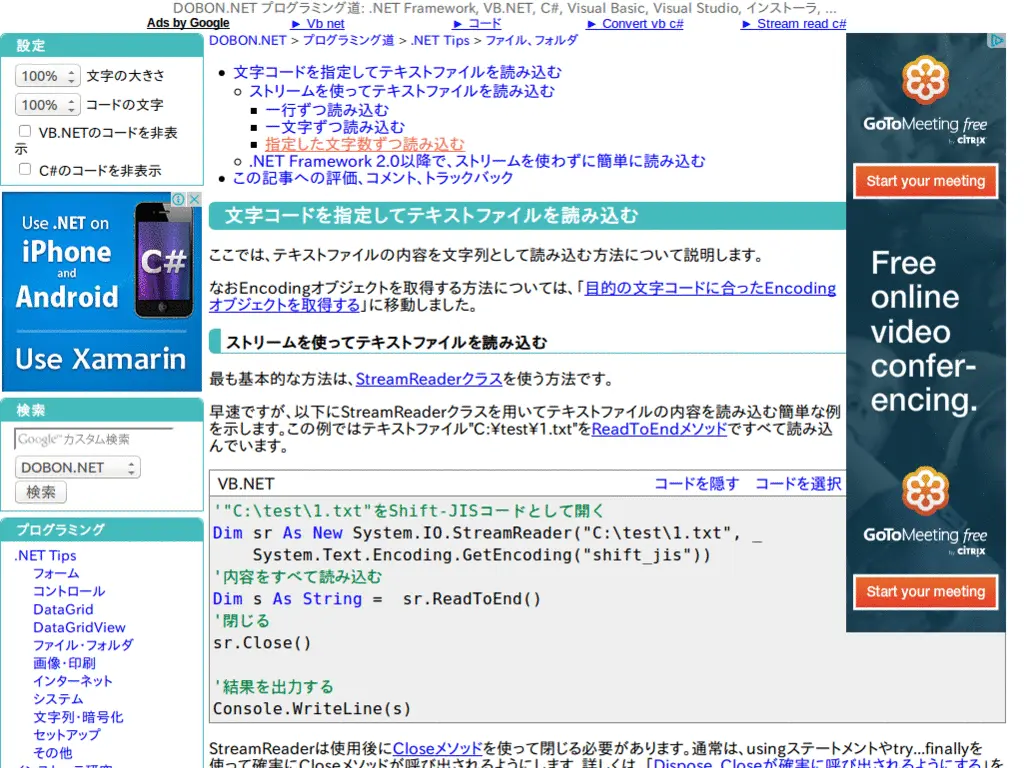 DOBON.NET プログラミング道: .NET Framework, VB.NET, C#, Visual Basic, Visual Studio, インストーラ, ...
Ads by Google
► Vb net
► コード
► Convert vb c#
► Stream read c#
DOBON.NET > プログラミング道 > .NET Tips > ファイル、フォルダ
設定
100% 文字の大きさ
100% コードの文字
VB.NETのコードを非表
示
C#のコードを非表示
Use .NET on
iPhone
and
Android
C#
Use Xamarin
検索
Google™カスタム検索
DOBON.NET
検索
プログラミング
.NET Tips
フォーム
コントロール
DataGrid
DataGridView
ファイル・フォルダ
画像・印刷
インターネット
システム
文字列・暗号化
セットアップ
その他
インストーラ研究
文字コードを指定してテキストファイルを読み込む
ストリームを使ってテキストファイルを読み込む
一行ずつ読み込む
一文字ずつ読み込む
指定した文字数ずつ読み込む
.NET Framework 2.0以降で、ストリームを使わずに簡単に読み込む
この記事への評価、コメント、トラックバック
文字コードを指定してテキストファイルを読み込む
ここでは、テキストファイルの内容を文字列として読み込む方法について説明します。
なおEncodingオブジェクトを取得する方法については、「目的の文字コードに合ったEncoding
オブジェクトを取得する」に移動しました。
ストリームを使ってテキストファイルを読み込む
最も基本的な方法は、StreamReaderクラスを使う方法です。
早速ですが、以下にStreamReaderクラスを用いてテキストファイルの内容を読み込む簡単な例
を示します。この例ではテキストファイル"C:¥test¥1.txt"をReadToEndメソッドですべて読み込
んでいます。
VB.NET コードを隠す コードを選択
'"C:\test\1.txt"をShift-JISコードとして開く
Dim sr As New System.IO.StreamReader("C:\test\1.txt", _
System.Text.Encoding.GetEncoding("shift_jis"))
'内容をすべて読み込む
Dim s As String = sr.ReadToEnd()
'閉じる
sr.Close()
'結果を出力する
Console.WriteLine(s)
StreamReaderは使用後にCloseメソッドを使って閉じる必要があります。通常は、usingステートメントやtry...finallyを
使って確実にCloseメソッドが呼び出されるようにします。詳しくは、「Dispose、Closeが確実に呼び出されるようにする」を
GoToMeeting free
by CITRIX
Start your meeting
Free
online
video
confer-
encing.
GoToMeeting free
by CITRIX
Start your meeting